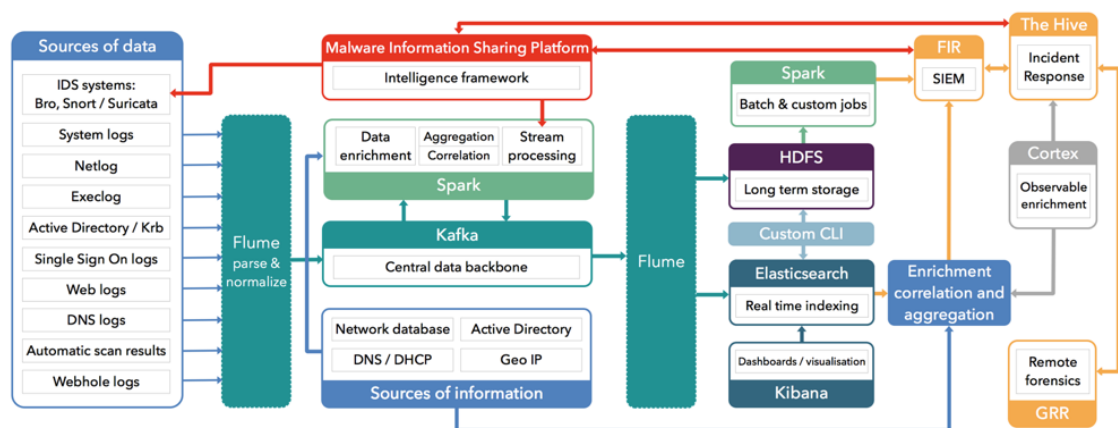 Sources of data
IDS systems:
Bro, Snort / Suricata
System logs
Netlog
Execlog
Active Directory / Krb
Single Sign On logs
Web logs
DNS logs
Automatic scan results
Webhole logs
Flume
parse &
normalize
Malware Information Sharing Platform
Intelligence framework
Data
enrichment
Aggregation
Correlation
Stream
processing
Spark
Kafka
Central data backbone
Network database
Active Directory
DNS / DHCP
Geo IP
Sources of information
Flume
Spark
Batch & custom jobs
HDFS
Long term storage
Custom CLI
Elasticsearch
Real time indexing
Dashboards / visualisation
Kibana
FIR
SIEM
Enrichment
correlation and
aggregation
The Hive
Incident
Response
Cortex
Observable
enrichment
Remote
forensics
GRR